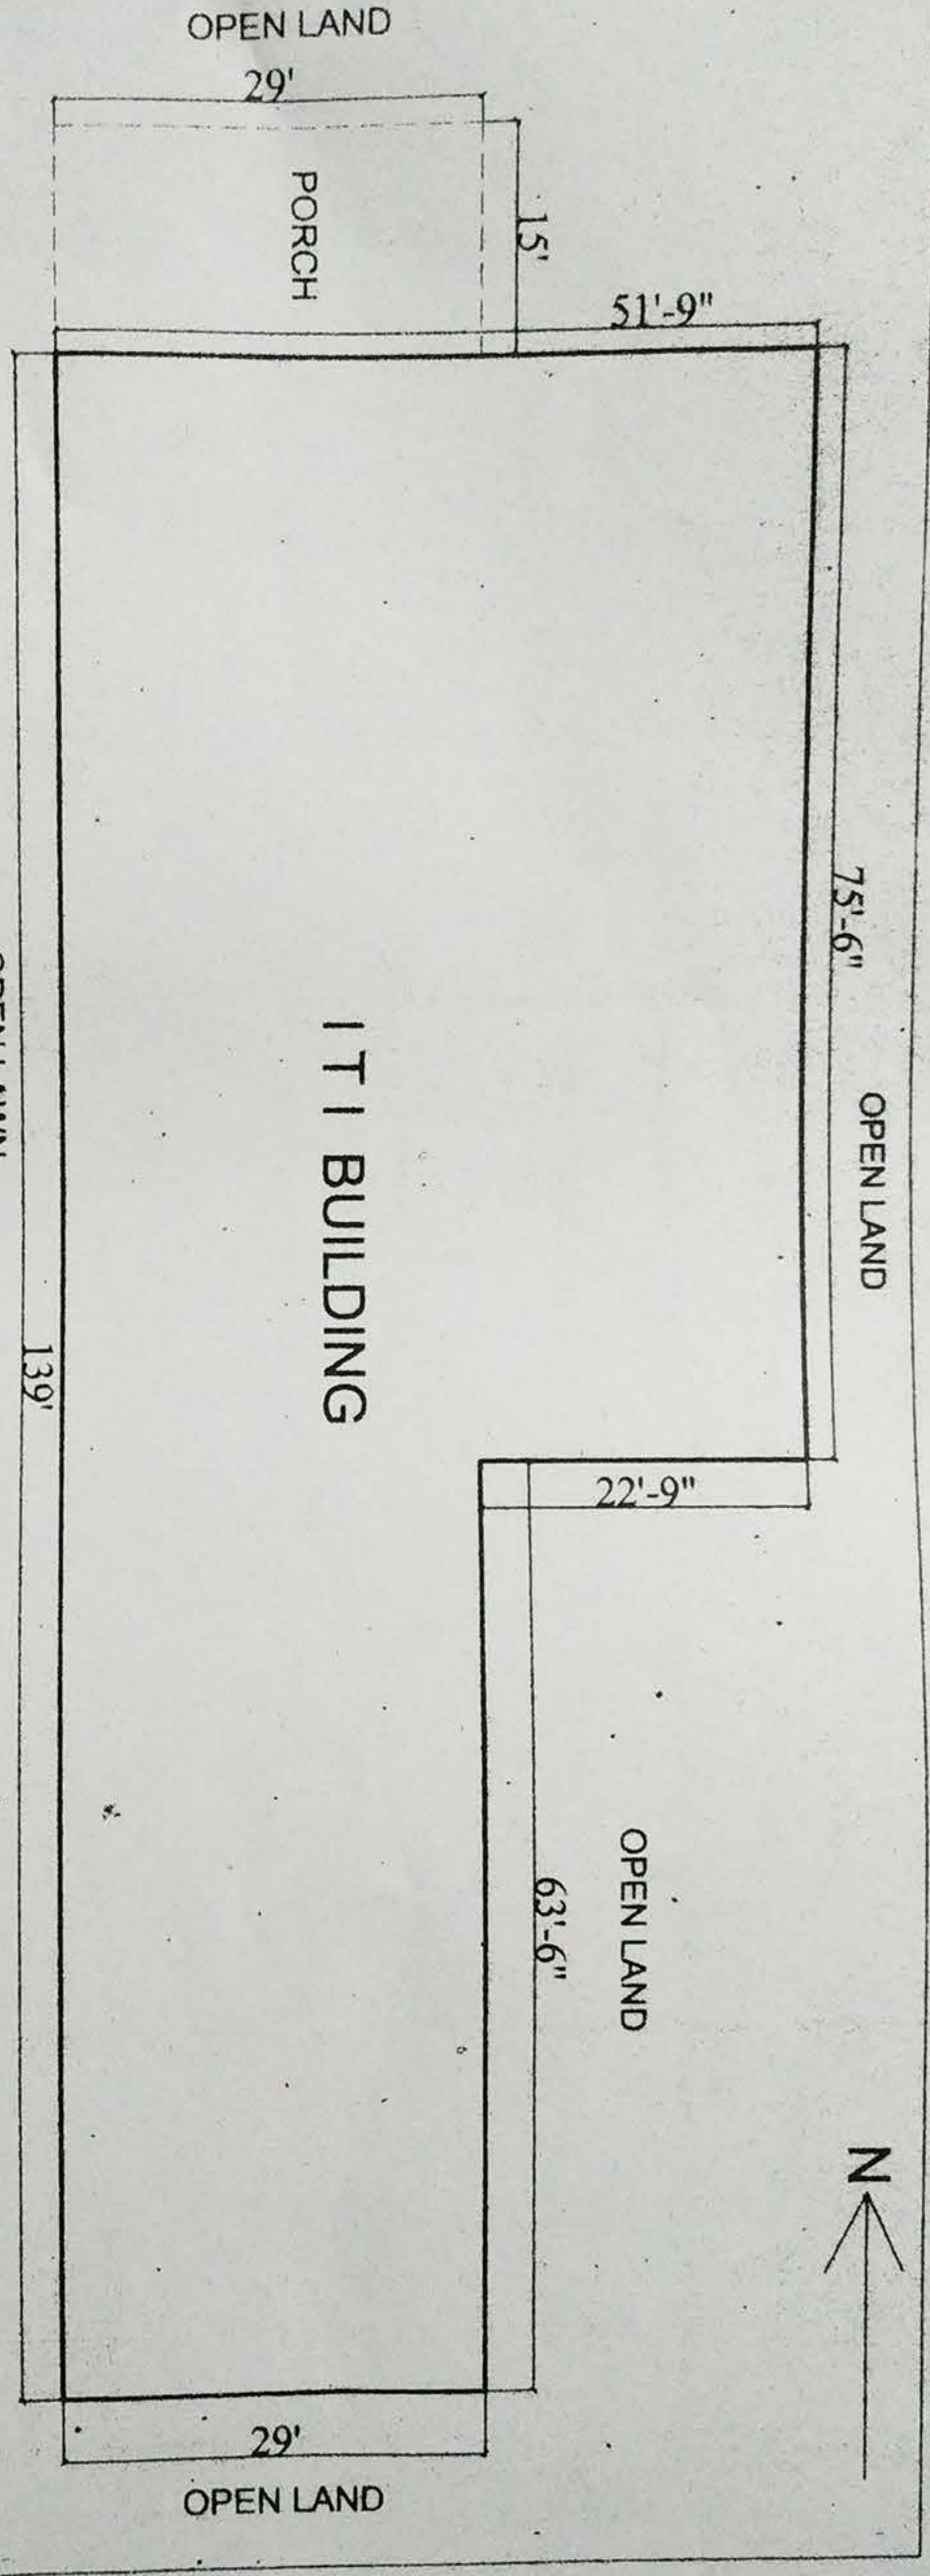 OPEN LAND
29'
PORCH
15'
51'-9"
75'-6"
OPEN LAND
I T I BUILDING
139'
22'-9"
63'-6"
OPEN LAND
N
29'
OPEN LAND